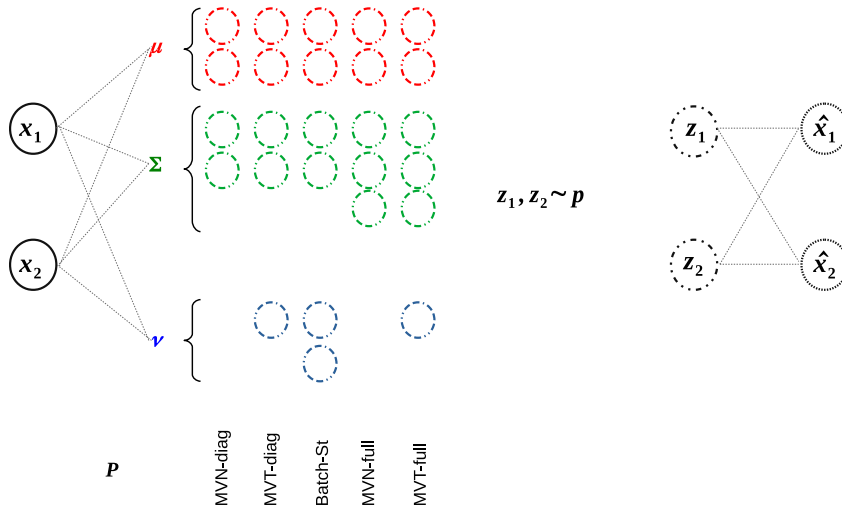 μ
x₁
z₁
x̂₁
Σ
z₁, z₂ ~ p
x₂
z₂
x̂₂
ν
P
MVN-diag
MVT-diag
Batch-St
MVN-full
MVT-full